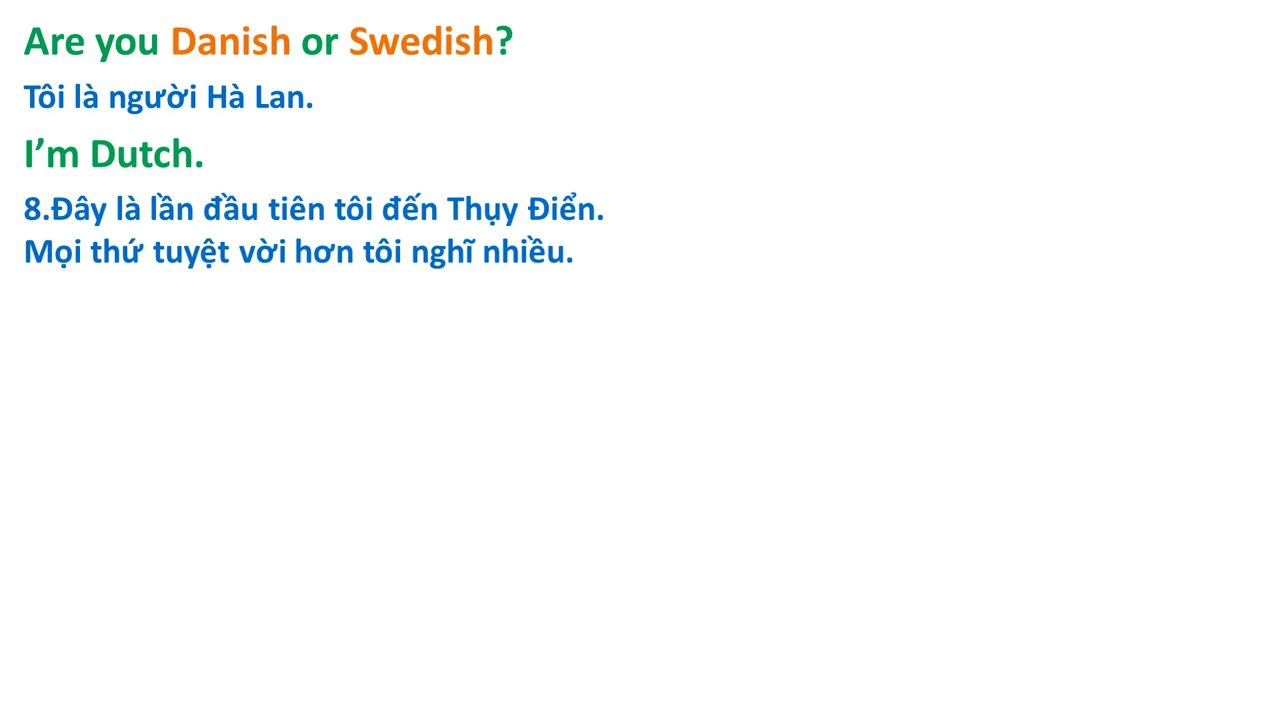 Are you Danish or Swedish?
Tôi là người Hà Lan.
I’m Dutch.
8.Đây là lần đầu tiên tôi đến Thụy Điển.
Mọi thứ tuyệt vời hơn tôi nghĩ nhiều.